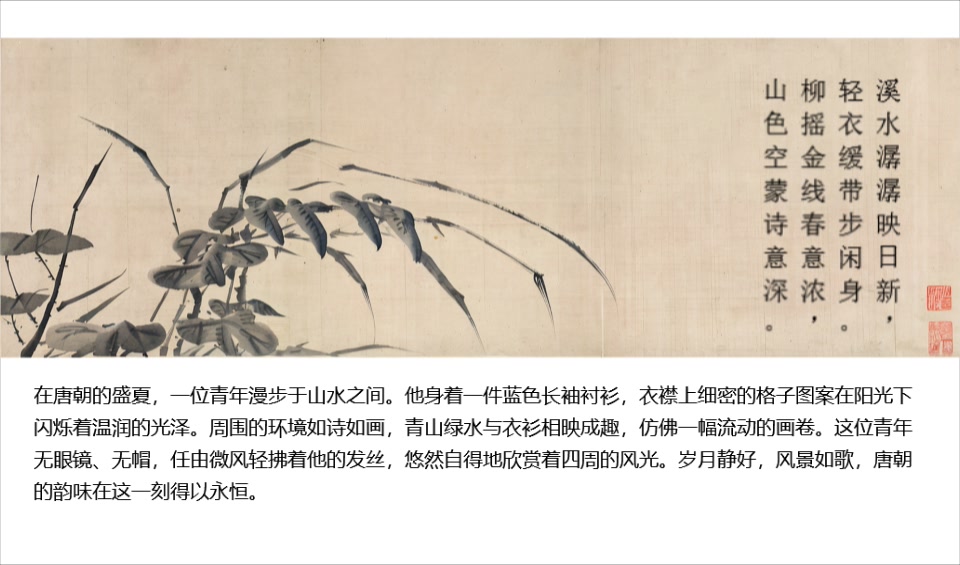 溪水潺潺映日新，
轻衣缓带步闲身。
柳摇金线春意浓，
山色空蒙诗意深。
在唐朝的盛夏，一位青年漫步于山水之间。他身着一件蓝色长袖衬衫，衣襟上细密的格子图案在阳光下
闪烁着温润的光泽。周围的环境如诗如画，青山绿水与衣衫相映成趣，仿佛一幅流动的画卷。这位青年
无眼镜、无帽，任由微风轻拂着他的发丝，悠然自得地欣赏着四周的风光。岁月静好，风景如歌，唐朝
的韵味在这一刻得以永恒。